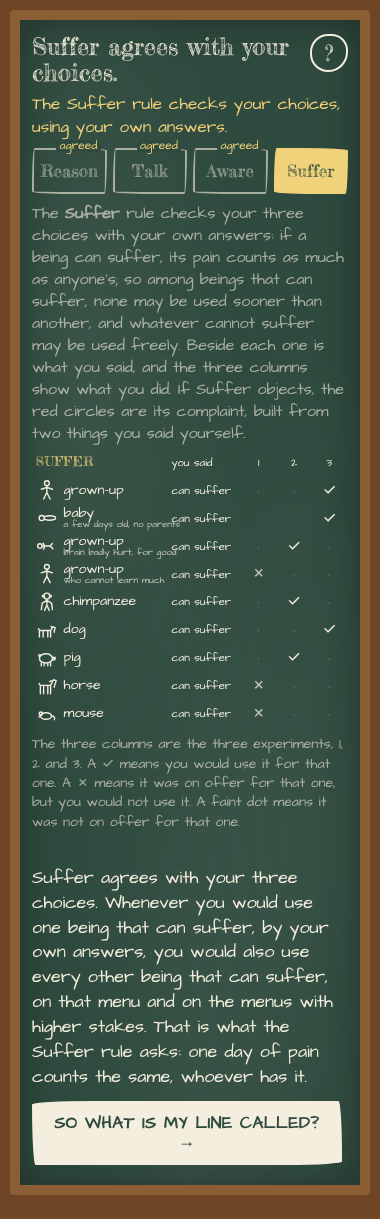 Suffer agrees with your
choices.
?
The Suffer rule checks your choices,
using your own answers.
agreed agreed agreed
Reason Talk Aware Suffer
The Suffer rule checks your three
choices with your own answers: if a
being can suffer, its pain counts as much
as anyone's; so among beings that can
suffer, none may be used sooner than
another, and whatever cannot suffer
may be used freely. Beside each one is
what you said, and the three columns
show what you did. If Suffer objects, the
red circles are its complaint, built from
two things you said yourself.
SUFFER you said 1 2 3
grown-up can suffer · · ✓
baby can suffer · · ✓
a few days old, no parents
grown-up can suffer · ✓ ·
brain badly hurt, for good
grown-up can suffer × · ·
who cannot learn much
chimpanzee can suffer · ✓ ·
dog can suffer · · ✓
pig can suffer · ✓ ·
horse can suffer × · ·
mouse can suffer × · ·
The three columns are the three experiments, 1,
2 and 3. A ✓ means you would use it for that
one. A × means it was on offer for that one,
but you would not use it. A faint dot means it
was not on offer for that one.
Suffer agrees with your three
choices. Whenever you would use
one being that can suffer, by your
own answers, you would also use
every other being that can suffer,
on that menu and on the menus with
higher stakes. That is what the
Suffer rule asks: one day of pain
counts the same, whoever has it.
SO WHAT IS MY LINE CALLED?
→